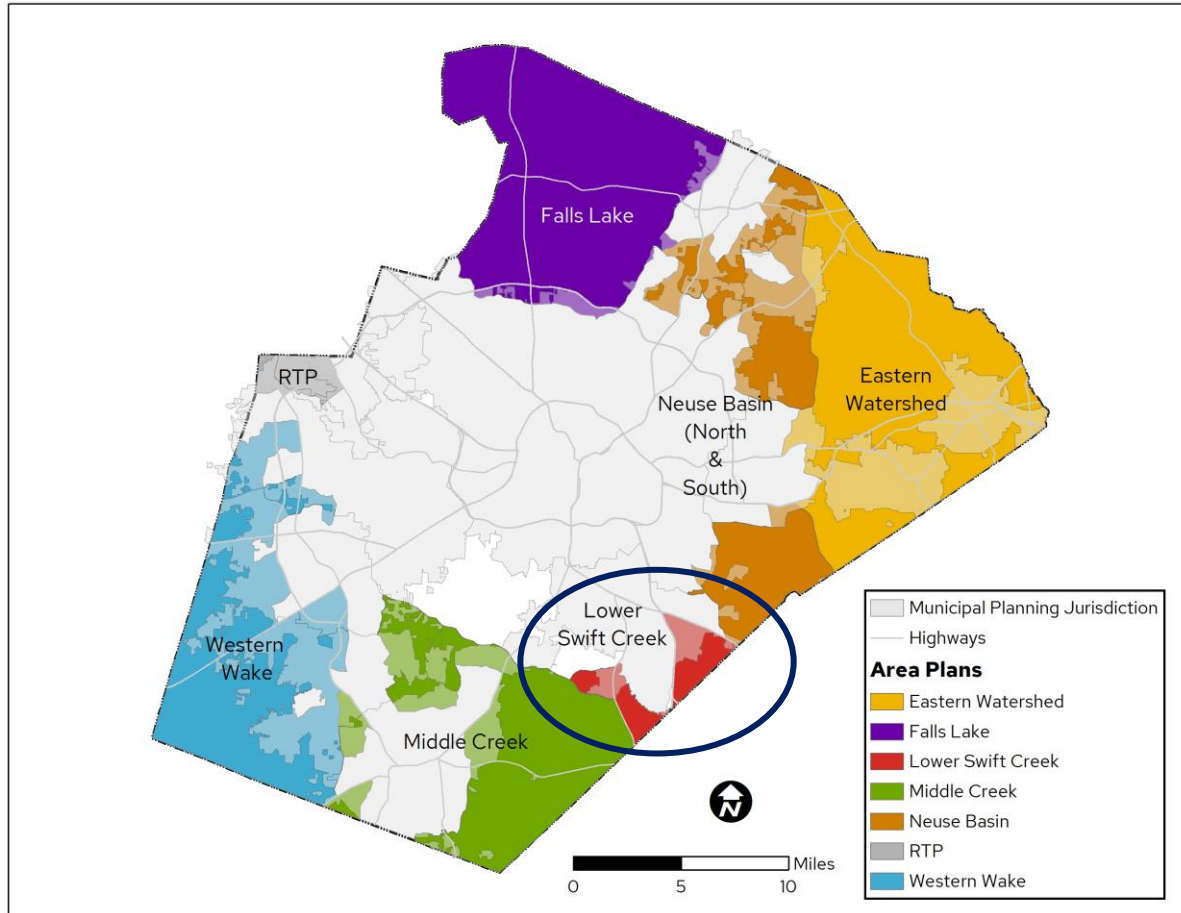 Falls Lake
RTP
Eastern
Watershed
Neuse Basin
(North
&
South)
Lower
Swift Creek
Western
Wake
Middle Creek
N
Miles
0
5
10
Municipal Planning Jurisdiction
Highways
Area Plans
Eastern Watershed
Falls Lake
Lower Swift Creek
Middle Creek
Neuse Basin
RTP
Western Wake